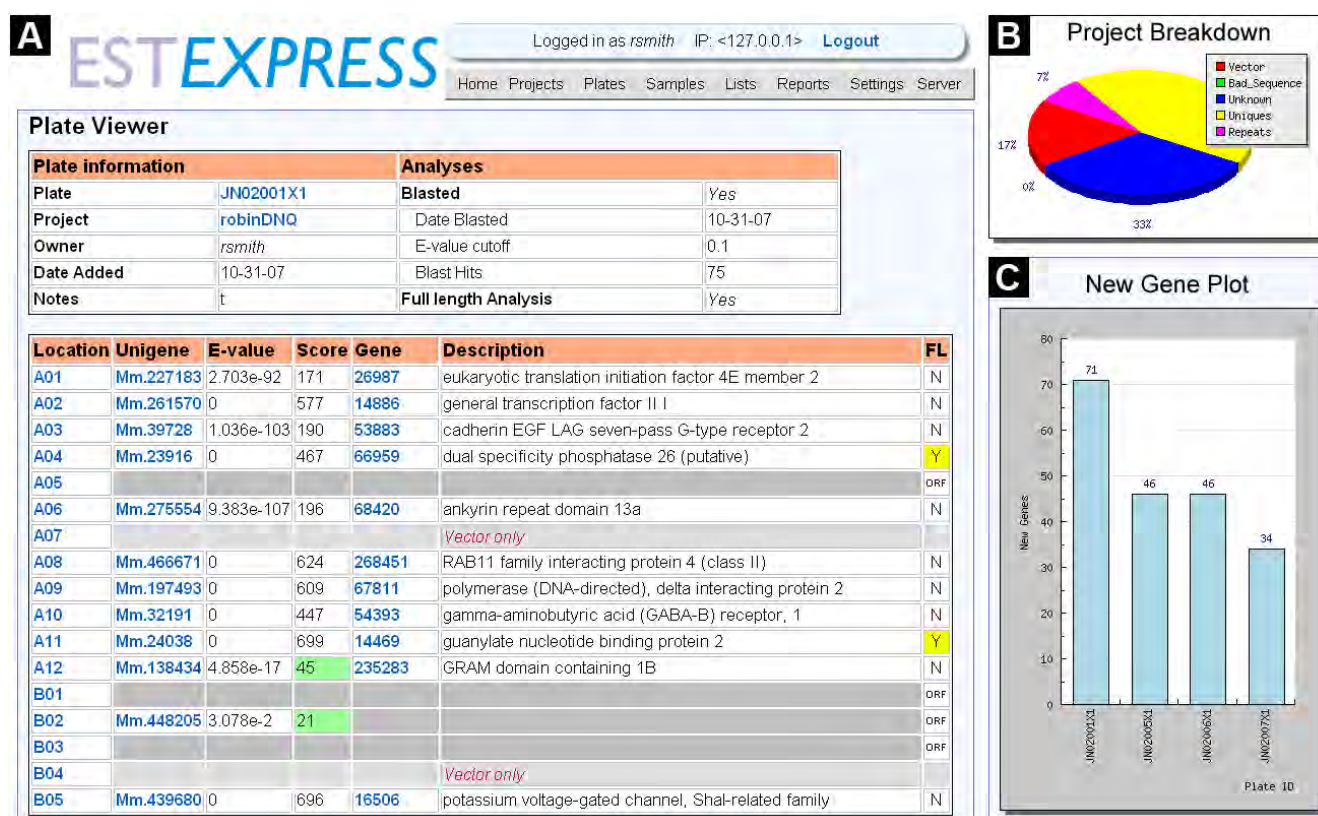 A
ESTEXPRESS
Logged in as rsmith IP: <127.0.0.1> Logout
Home Projects Plates Samples Lists Reports Settings Server
Plate Viewer
Plate information Analyses
Plate JN02001X1 Blasted Yes
Project robinDNQ Date Blasted 10-31-07
Owner rsmith E-value cutoff 0.1
Date Added 10-31-07 Blast Hits 75
Notes t Full length Analysis Yes
Location Unigene E-value Score Gene Description FL
A01 Mm.227183 2.703e-92 171 26987 eukaryotic translation initiation factor 4E member 2 N
A02 Mm.261570 0 577 14886 general transcription factor II I N
A03 Mm.39728 1.036e-103 190 53883 cadherin EGF LAG seven-pass G-type receptor 2 N
A04 Mm.23916 0 467 66959 dual specificity phosphatase 26 (putative) Y
A05 ORF
A06 Mm.275554 9.383e-107 196 68420 ankyrin repeat domain 13a N
A07 Vector only
A08 Mm.466671 0 624 268451 RAB11 family interacting protein 4 (class II) N
A09 Mm.197493 0 609 67811 polymerase (DNA-directed), delta interacting protein 2 N
A10 Mm.32191 0 447 54393 gamma-aminobutyric acid (GABA-B) receptor, 1 N
A11 Mm.24038 0 699 14469 guanylate nucleotide binding protein 2 Y
A12 Mm.138434 4.858e-17 45 235283 GRAM domain containing 1B N
B01 ORF
B02 Mm.448205 3.078e-2 21 ORF
B03 ORF
B04 Vector only
B05 Mm.439680 0 696 16506 potassium voltage-gated channel, Shal-related family N
B
Project Breakdown
Vector
Bad_Sequence
Unknown
Uniques
Repeats
7%
17%
0%
33%
C
New Gene Plot
New Genes
80
70
60
50
40
30
20
10
0
71
46
46
34
JN02001X1
JN02005X1
JN02006X1
JN02007X1
Plate ID